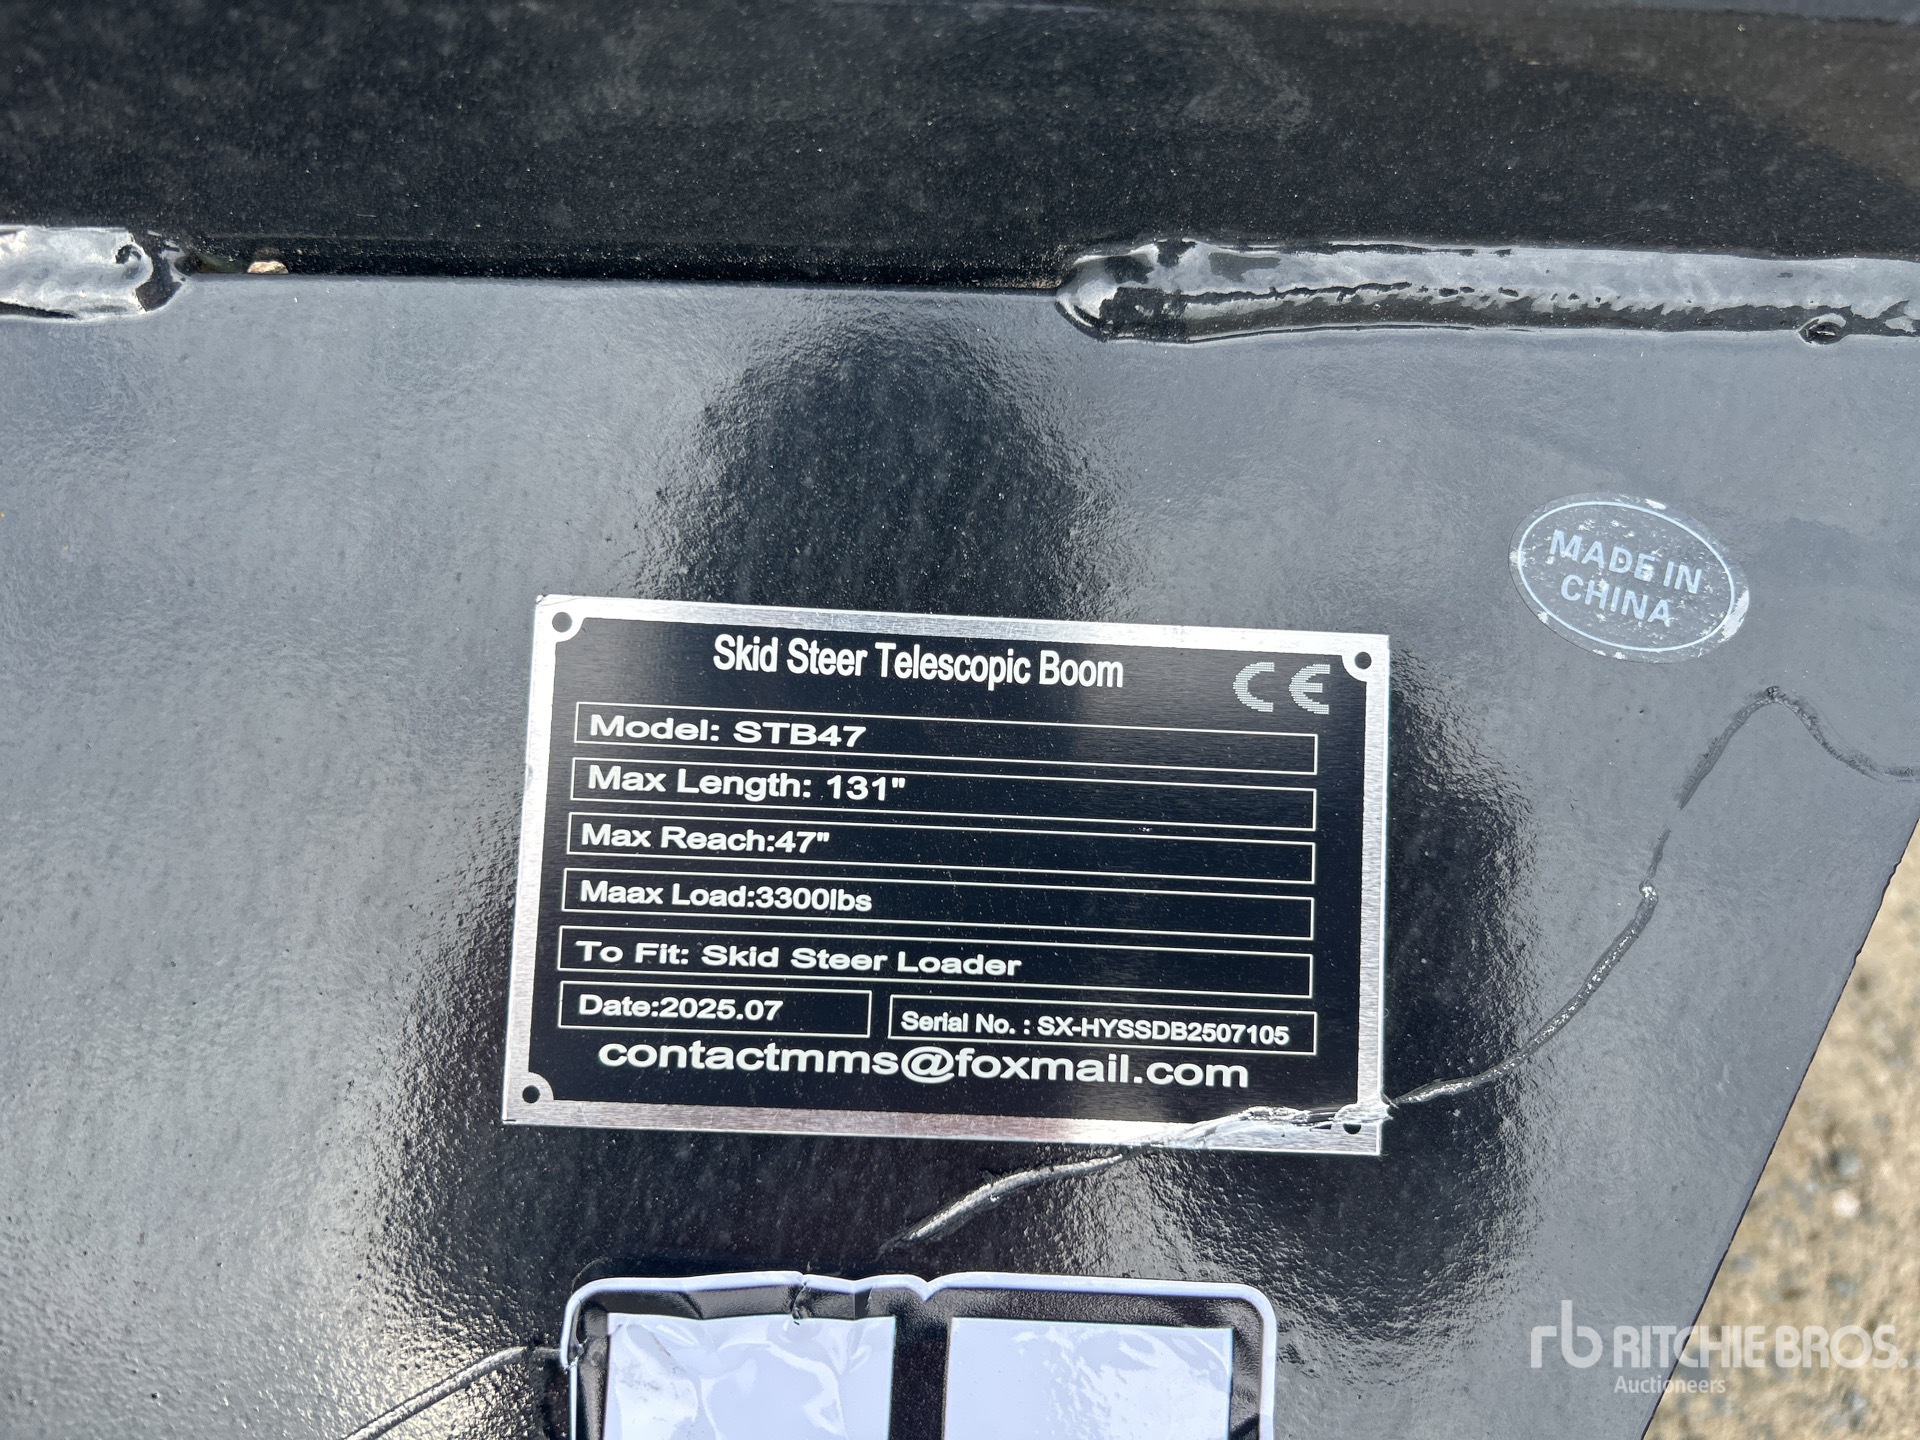 MADE IN
CHINA
Skid Steer Telescopic Boom
CE
Model: STB47
Max Length: 131"
Max Reach:47"
Maax Load:3300lbs
To Fit: Skid Steer Loader
Date:2025.07
Serial No. : SX-HYSSDB2507105
contactmms@foxmail.com
rb RITCHIE BROS.
Auctioneers